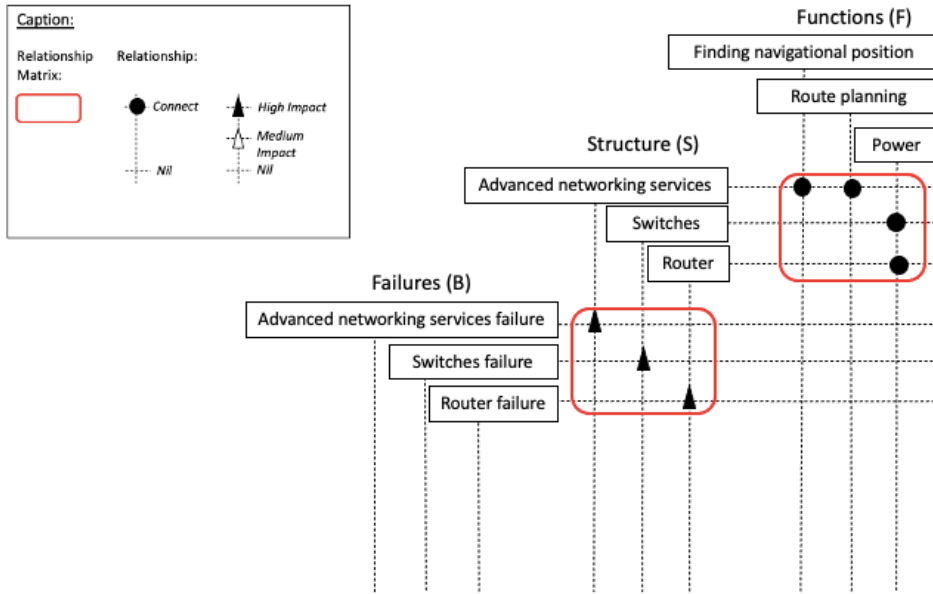 Caption:
Relationship
Matrix:
Relationship:
Connect
Nil
High Impact
Medium
Impact
Nil
Functions (F)
Finding navigational position
Route planning
Power
Structure (S)
Advanced networking services
Switches
Router
Failures (B)
Advanced networking services failure
Switches failure
Router failure